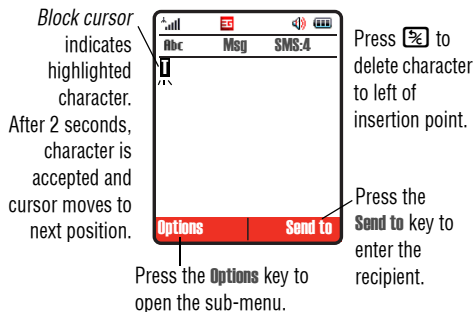 Block cursor
indicates
highlighted
character.
After 2 seconds,
character is
accepted and
cursor moves to
next position.
Abc Msg SMS:4
T
Options Send to
Press to
delete character
to left of
insertion point.
Press the
Send to key to
enter the
recipient.
Press the Options key to
open the sub-menu.